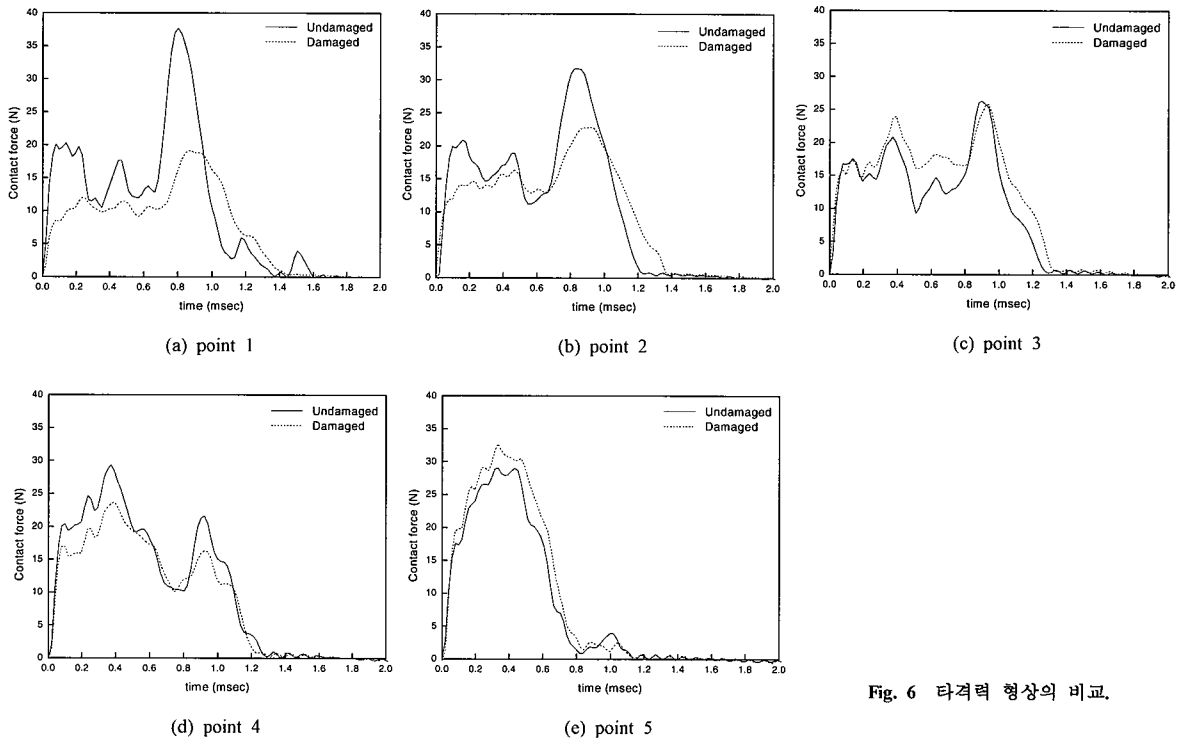 40
35
30
25
20
15
10
5
0
Contact force (N)
Undamaged
Damaged
0.0 0.2 0.4 0.6 0.8 1.0 1.2 1.4 1.6 1.8 2.0
time (msec)
(a) point 1
40
35
30
25
20
15
10
5
0
Contact force (N)
Undamaged
Damaged
0.0 0.2 0.4 0.6 0.8 1.0 1.2 1.4 1.6 1.8 2.0
time (msec)
(b) point 2
40
35
30
25
20
15
10
5
0
Contact force (N)
Undamaged
Damaged
0.0 0.2 0.4 0.6 0.8 1.0 1.2 1.4 1.6 1.8 2.0
time (msec)
(c) point 3
40
35
30
25
20
15
10
5
0
Contact force (N)
Undamaged
Damaged
0.0 0.2 0.4 0.6 0.8 1.0 1.2 1.4 1.6 1.8 2.0
time (msec)
(d) point 4
40
35
30
25
20
15
10
5
0
Contact force (N)
Undamaged
Damaged
0.0 0.2 0.4 0.6 0.8 1.0 1.2 1.4 1.6 1.8 2.0
time (msec)
(e) point 5
Fig. 6 타격력 형상의 비교.